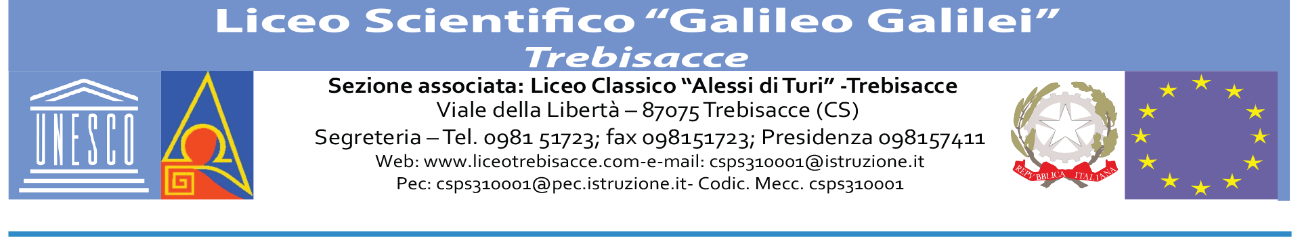 Liceo Scientifico “Galileo Galilei”
Trebisacce
Sezione associata: Liceo Classico “Alessi di Turi” -Trebisacce
Viale della Libertà – 87075 Trebisacce (CS)
Segreteria – Tel. 0981 51723; fax 098151723; Presidenza 098157411
Web: www.liceotrebisacce.com-e-mail: csps310001@istruzione.it
Pec: csps310001@pec.istruzione.it- Codic. Mecc. csps310001
UNESCO
REPVBBLICA ITALIANA